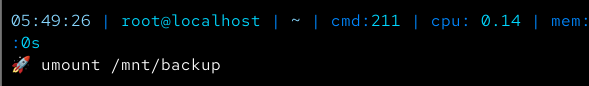 05:49:26 | root@localhost | ~ | cmd:211 | cpu: 0.14 | mem:
:0s
🚀 umount /mnt/backup